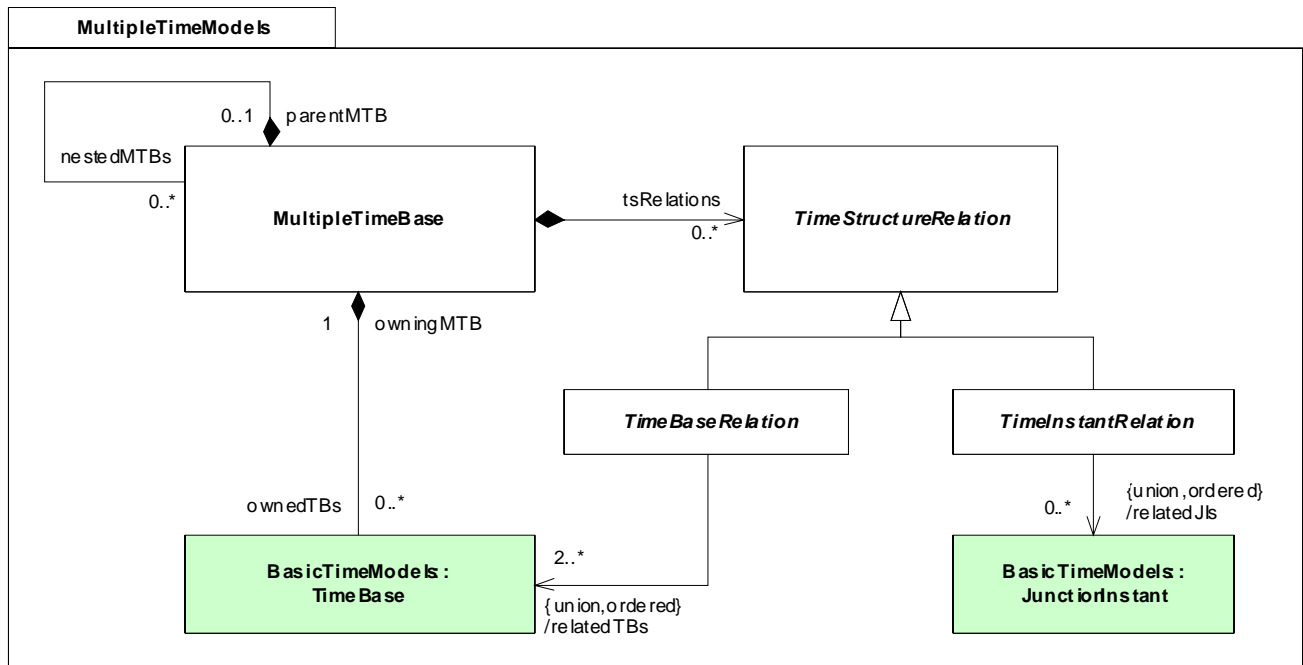 MultipleTimeModels
0..1 parentMTB
nestedMTBs
0..*
MultipleTimeBase
tsRelations
0..*
TimeStructureRelation
1 owningMTB
TimeBaseRelation
TimeInstantRelation
ownedTBs 0..*
2..*
{union,ordered}
/relatedTBs
0..*
{union,ordered}
/relatedJIs
BasicTimeModels::
TimeBase
BasicTimeModels::
JunctionInstant